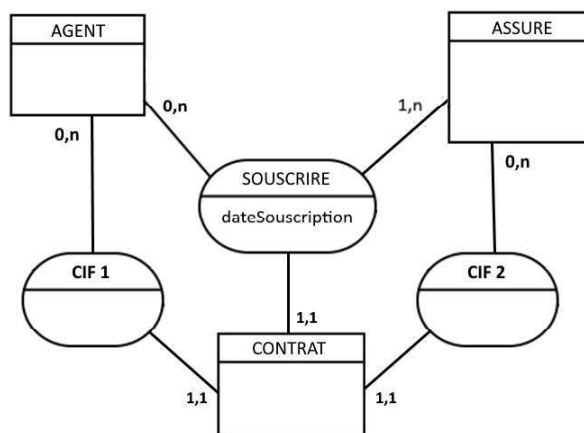 AGENT
ASSURE
0,n
1,n
0,n
0,n
SOUSCRIRE
dateSouscription
CIF 1
CIF 2
1,1
CONTRAT
1,1
1,1